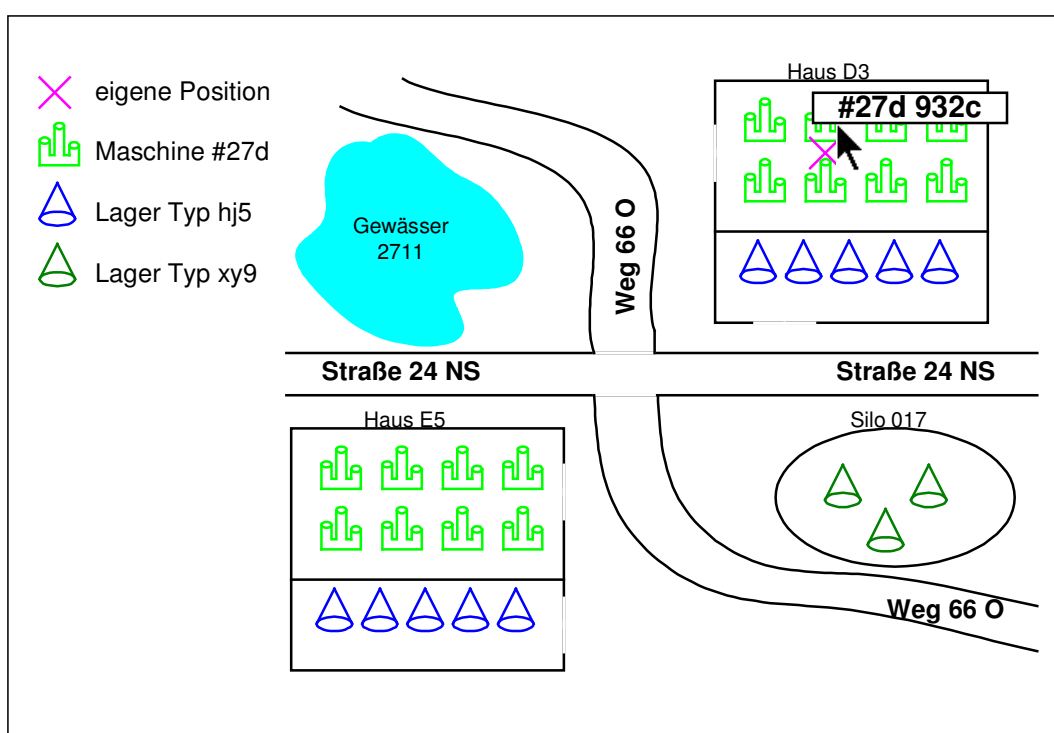 eigene Position
Maschine #27d
Lager Typ hj5
Lager Typ xy9
Gewässer
2711
Weg 66 O
Haus D3
#27d 932c
Straße 24 NS
Straße 24 NS
Haus E5
Silo 017
Weg 66 O